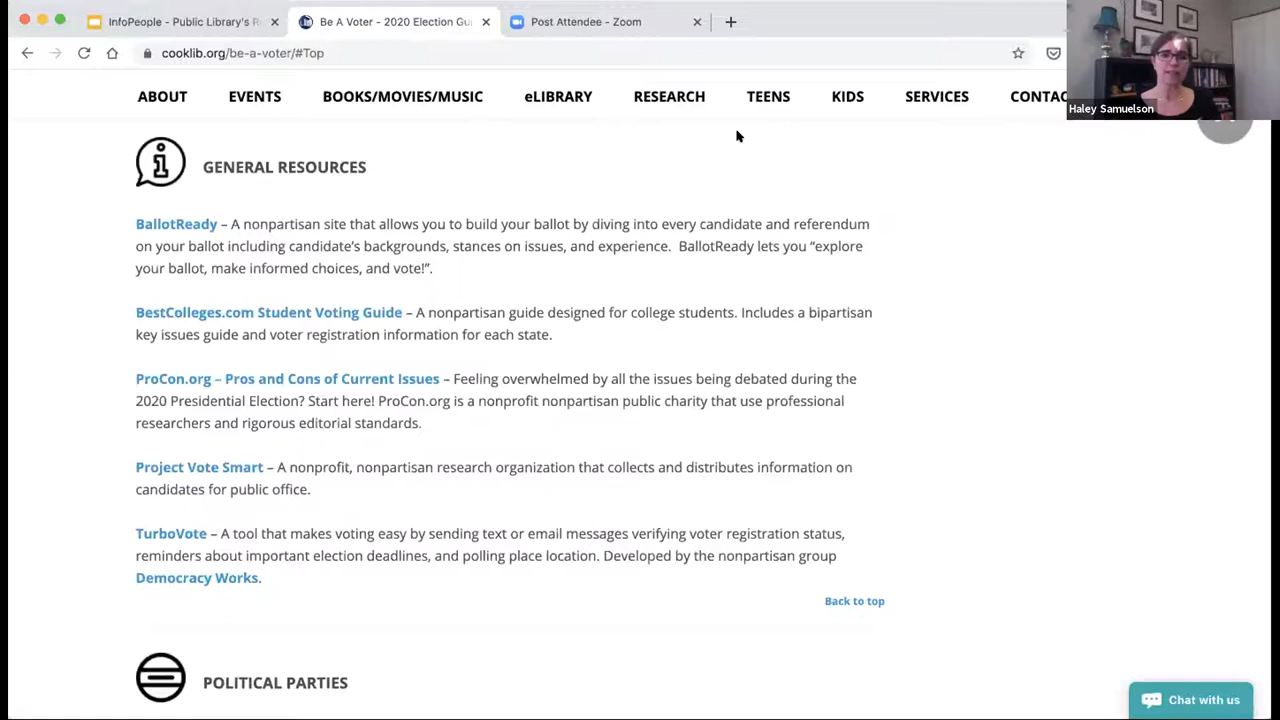 InfoPeople - Public Library's R
Be A Voter - 2020 Election Gui
Post Attendee - Zoom
cooklib.org/be-a-voter/#Top
ABOUT EVENTS BOOKS/MOVIES/MUSIC eLIBRARY RESEARCH TEENS KIDS SERVICES CONTAC
Haley Samuelson
GENERAL RESOURCES
BallotReady – A nonpartisan site that allows you to build your ballot by diving into every candidate and referendum
on your ballot including candidate's backgrounds, stances on issues, and experience. BallotReady lets you “explore
your ballot, make informed choices, and vote!”.
BestColleges.com Student Voting Guide – A nonpartisan guide designed for college students. Includes a bipartisan
key issues guide and voter registration information for each state.
ProCon.org – Pros and Cons of Current Issues – Feeling overwhelmed by all the issues being debated during the
2020 Presidential Election? Start here! ProCon.org is a nonprofit nonpartisan public charity that use professional
researchers and rigorous editorial standards.
Project Vote Smart – A nonprofit, nonpartisan research organization that collects and distributes information on
candidates for public office.
TurboVote – A tool that makes voting easy by sending text or email messages verifying voter registration status,
reminders about important election deadlines, and polling place location. Developed by the nonpartisan group
Democracy Works.
Back to top
POLITICAL PARTIES
Chat with us